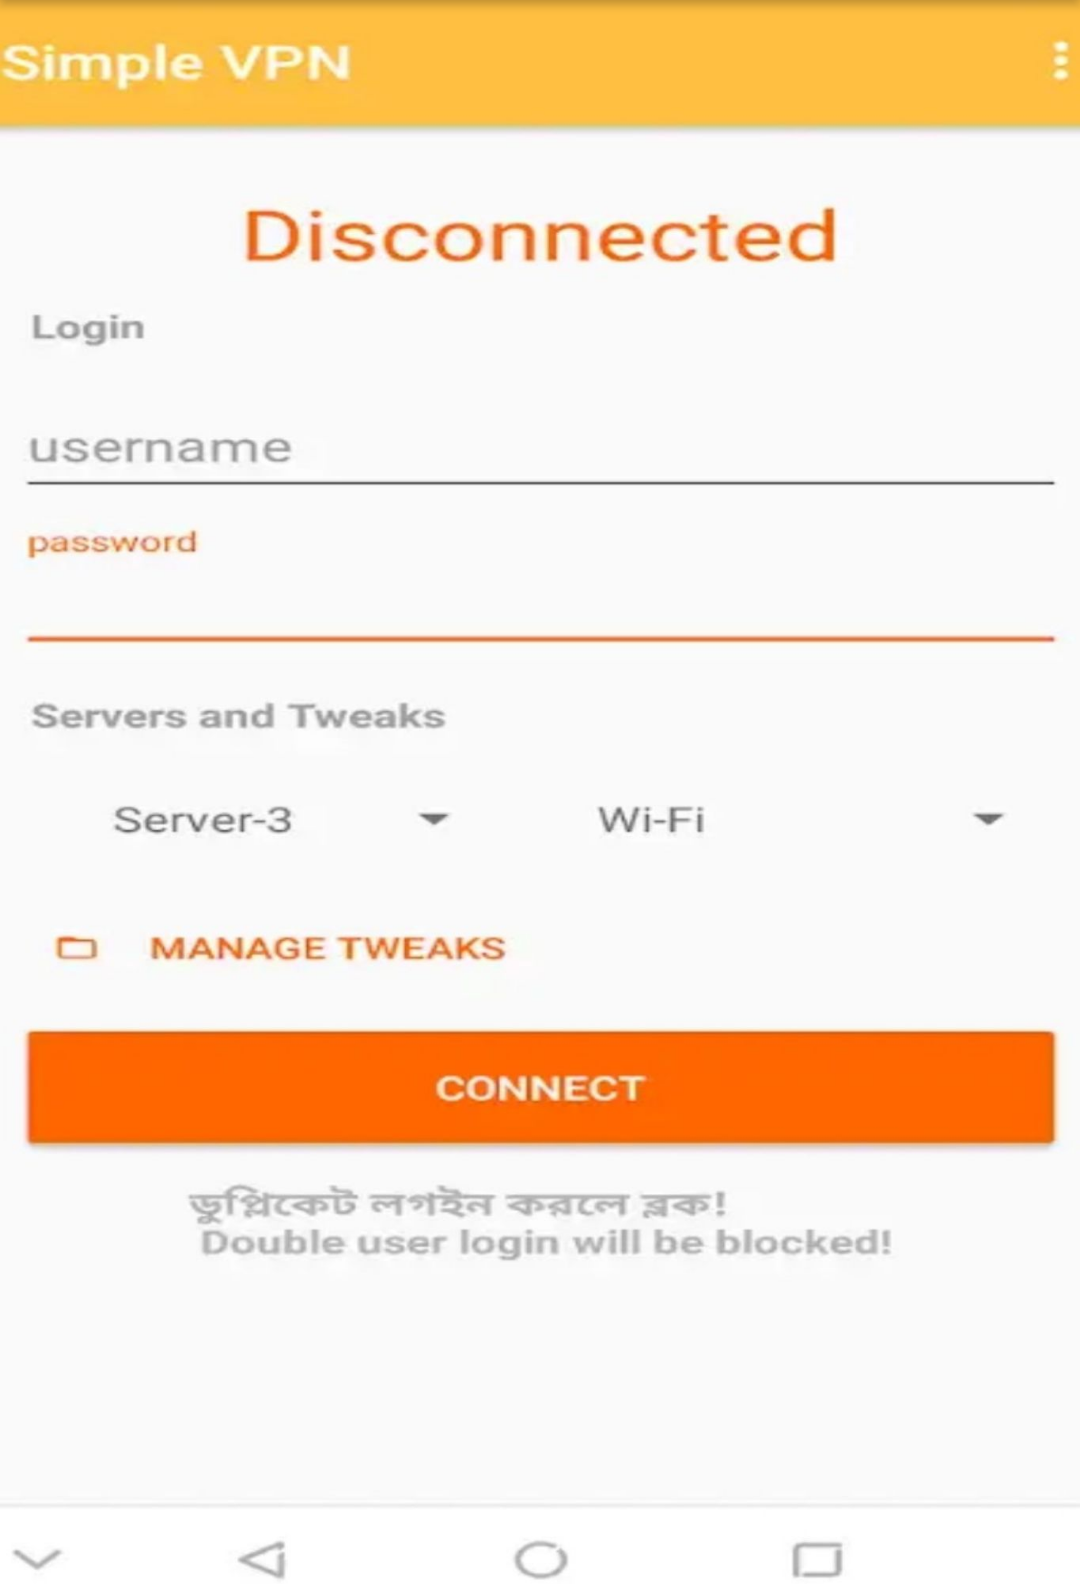 Simple VPN
Disconnected
Login
username
password
Servers and Tweaks
Server-3 Wi-Fi
MANAGE TWEAKS
CONNECT
ডুপ্লিকেট লগইন করলে ব্লক!
Double user login will be blocked!